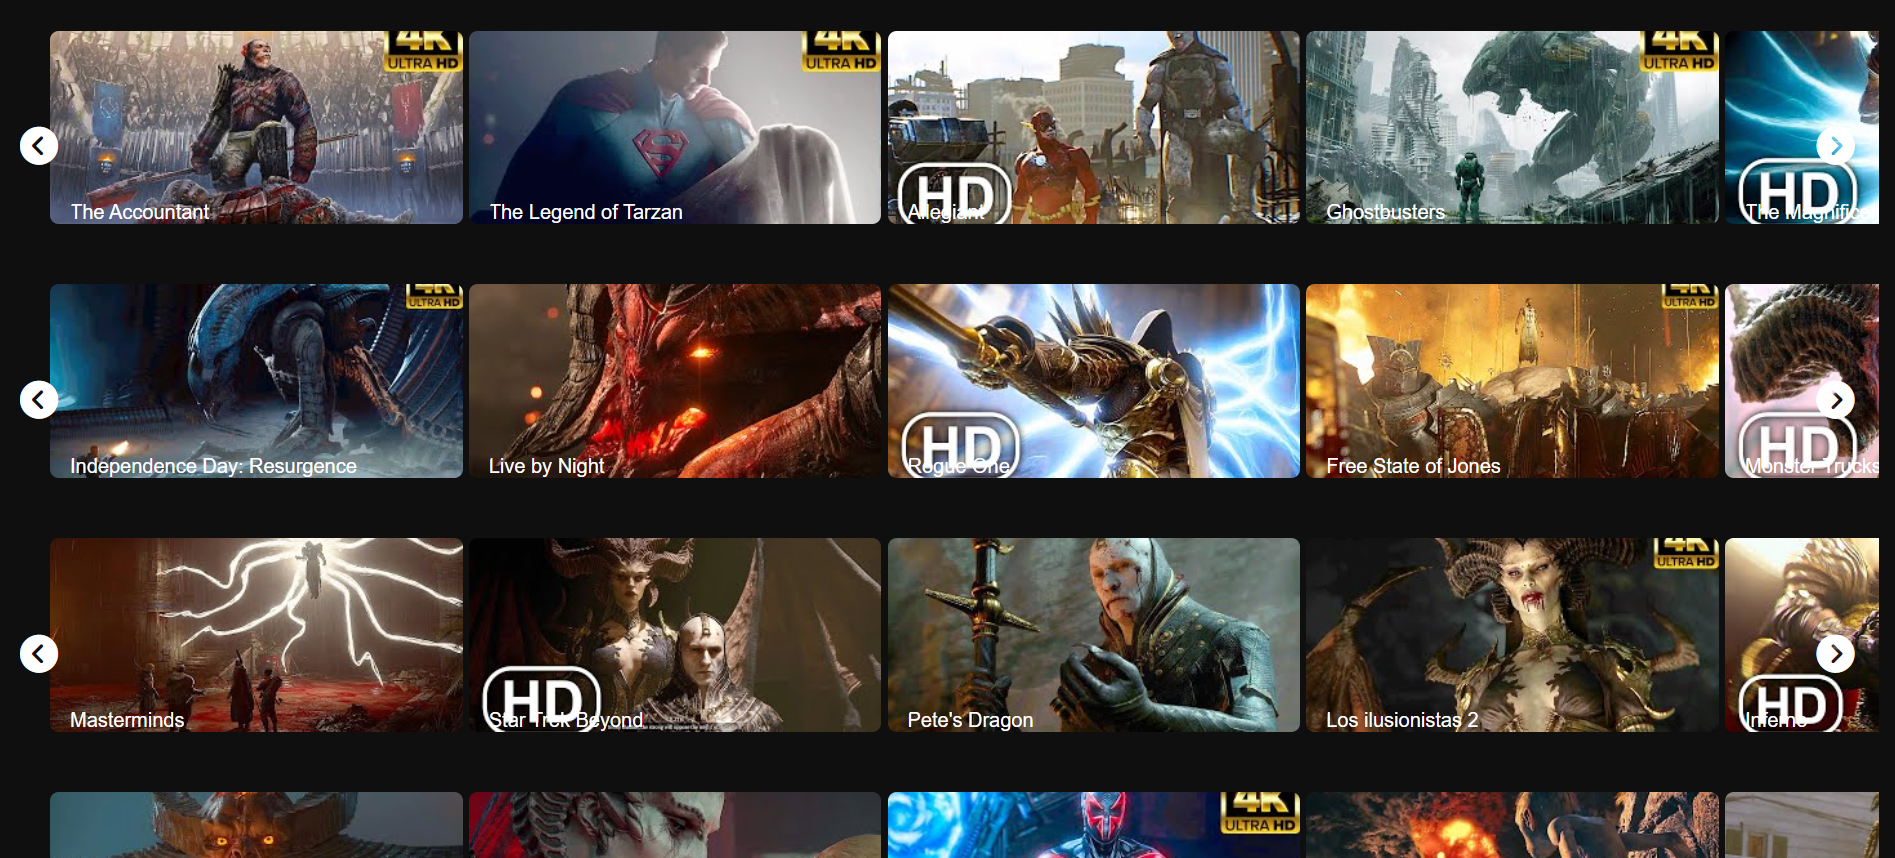 4K
ULTRA HD
4K
ULTRA HD
4K
ULTRA HD
HD
HD
The Accountant
The Legend of Tarzan
Allegiant
Ghostbusters
The Magnifice
4K
ULTRA HD
4K
ULTRA HD
HD
HD
Independence Day: Resurgence
Live by Night
Rogue One
Free State of Jones
Monster Trucks
4K
ULTRA HD
HD
HD
Masterminds
Star Trek Beyond
Pete's Dragon
Los ilusionistas 2
Inferno
4K
ULTRA HD